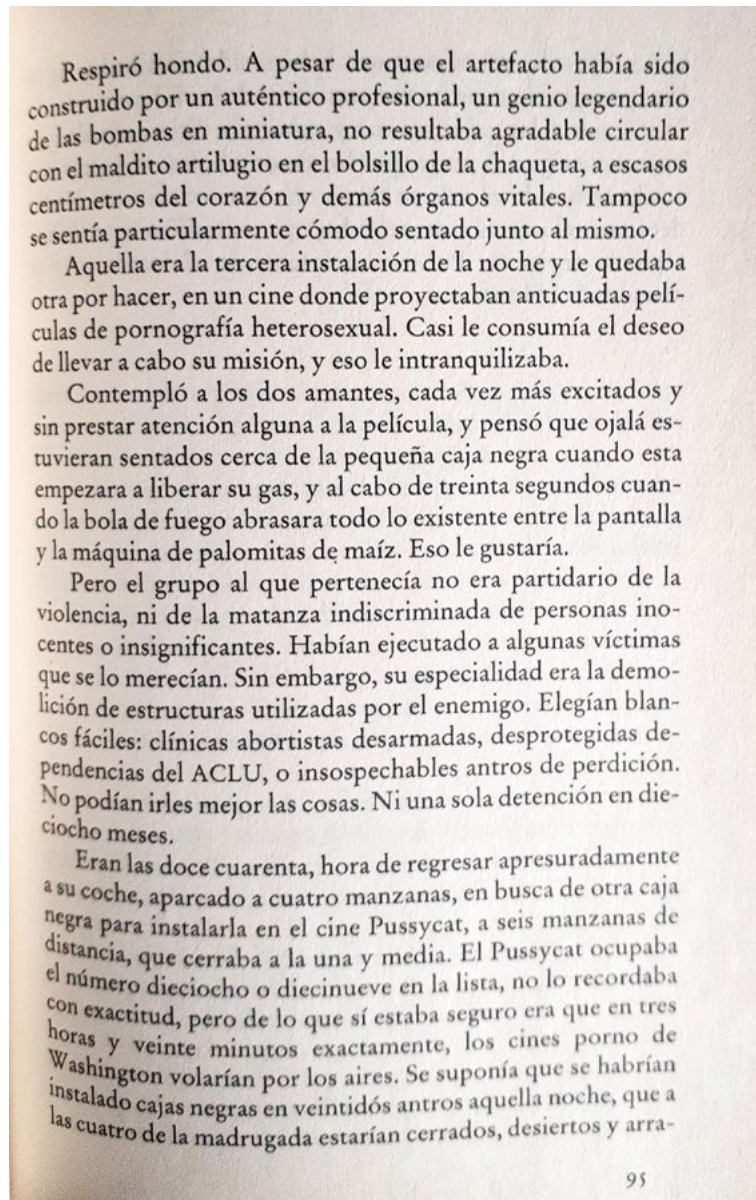 Respiró hondo. A pesar de que el artefacto había sido
construido por un auténtico profesional, un genio legendario
de las bombas en miniatura, no resultaba agradable circular
con el maldito artilugio en el bolsillo de la chaqueta, a escasos
centímetros del corazón y demás órganos vitales. Tampoco
se sentía particularmente cómodo sentado junto al mismo.
Aquella era la tercera instalación de la noche y le quedaba
otra por hacer, en un cine donde proyectaban anticuadas pelí-
culas de pornografía heterosexual. Casi le consumía el deseo
de llevar a cabo su misión, y eso le intranquilizaba.
Contempló a los dos amantes, cada vez más excitados y
sin prestar atención alguna a la película, y pensó que ojalá es-
tuvieran sentados cerca de la pequeña caja negra cuando esta
empezara a liberar su gas, y al cabo de treinta segundos cuan-
do la bola de fuego abrasara todo lo existente entre la pantalla
y la máquina de palomitas de maíz. Eso le gustaría.
Pero el grupo al que pertenecía no era partidario de la
violencia, ni de la matanza indiscriminada de personas ino-
centes o insignificantes. Habían ejecutado a algunas víctimas
que se lo merecían. Sin embargo, su especialidad era la demo-
lición de estructuras utilizadas por el enemigo. Elegían blan-
cos fáciles: clínicas abortistas desarmadas, desprotegidas de-
pendencias del ACLU, o insospechables antros de perdición.
No podían irles mejor las cosas. Ni una sola detención en die-
ciocho meses.
Eran las doce cuarenta, hora de regresar apresuradamente
a su coche, aparcado a cuatro manzanas, en busca de otra caja
negra para instalarla en el cine Pussycat, a seis manzanas de
distancia, que cerraba a la una y media. El Pussycat ocupaba
el número dieciocho o diecinueve en la lista, no lo recordaba
con exactitud, pero de lo que sí estaba seguro era que en tres
horas y veinte minutos exactamente, los cines porno de
Washington volarían por los aires. Se suponía que se habrían
instalado cajas negras en veintidós antros aquella noche, que a
las cuatro de la madrugada estarían cerrados, desiertos y arra-
95